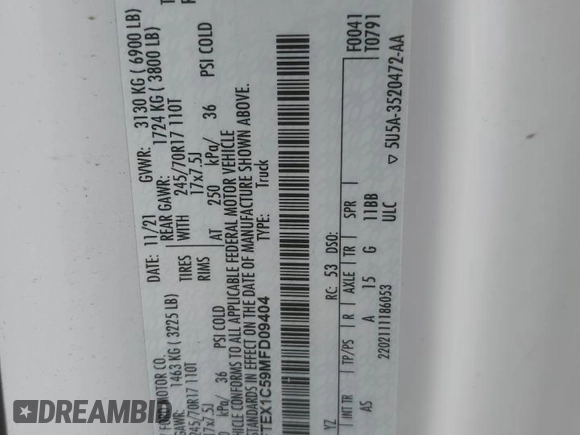 DATE: 11/21 GVWR: 3130 KG ( 6900 LB)
MOTOR CO.
GAWR: 1463 KG ( 3225 LB) REAR GAWR: 1724 KG ( 3800 LB)
245/70R17 110T TIRES WITH 245/70R17 110T
17x7.5J RIMS 17x7.5J
kPa/ 36 PSI COLD AT 250 kPa/ 36 PSI COLD
VEHICLE CONFORMS TO ALL APPLICABLE FEDERAL MOTOR VEHICLE
STANDARDS IN EFFECT ON THE DATE OF MANUFACTURE SHOWN ABOVE.
TEX1C59MFD09404 TYPE: Truck
F0041
T0791
YZ RC: 53 DSO:
INT TR TP/PS R AXLE TR SPR
AS A 15 G 11BB
2202111186053 ULC
▽ 5U5A-3520472-AA
DREAMBID